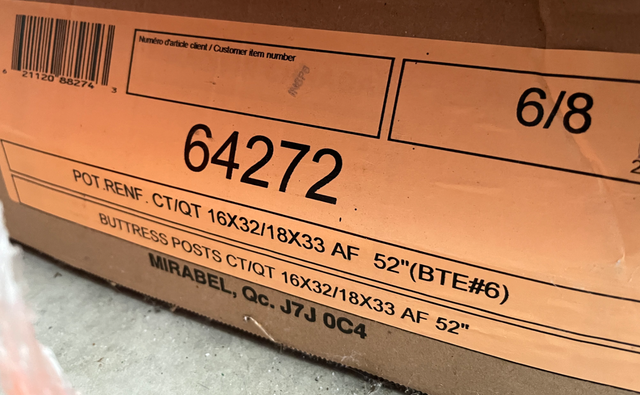 6 21120 88274 3
Numéro d'article client / Customer item number
6/8
64272
POT.RENF. CT/QT 16X32/18X33 AF 52"(BTE#6)
BUTTRESS POSTS CT/QT 16X32/18X33 AF 52"
MIRABEL, Qc. J7J 0C4